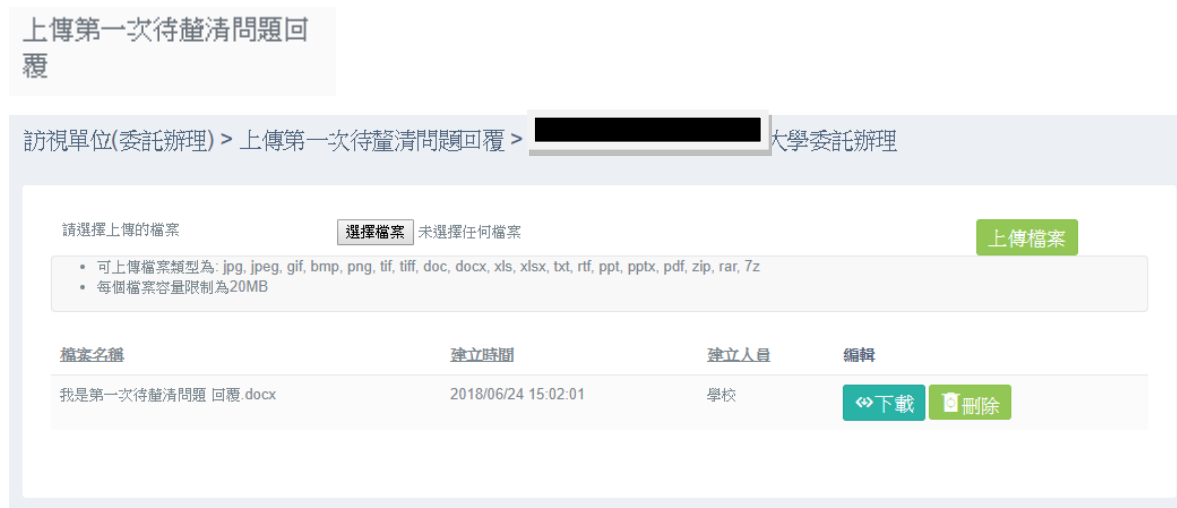 上傳第一次待釐清問題回
覆
訪視單位(委託辦理) > 上傳第一次待釐清問題回覆 > 大學委託辦理
請選擇上傳的檔案 選擇檔案 未選擇任何檔案 上傳檔案
• 可上傳檔案類型為: jpg, jpeg, gif, bmp, png, tif, tiff, doc, docx, xls, xlsx, txt, rtf, ppt, pptx, pdf, zip, rar, 7z
• 每個檔案容量限制為20MB
檔案名稱 建立時間 建立人員 編輯
我是第一次待釐清問題 回覆.docx 2018/06/24 15:02:01 學校 下載 刪除